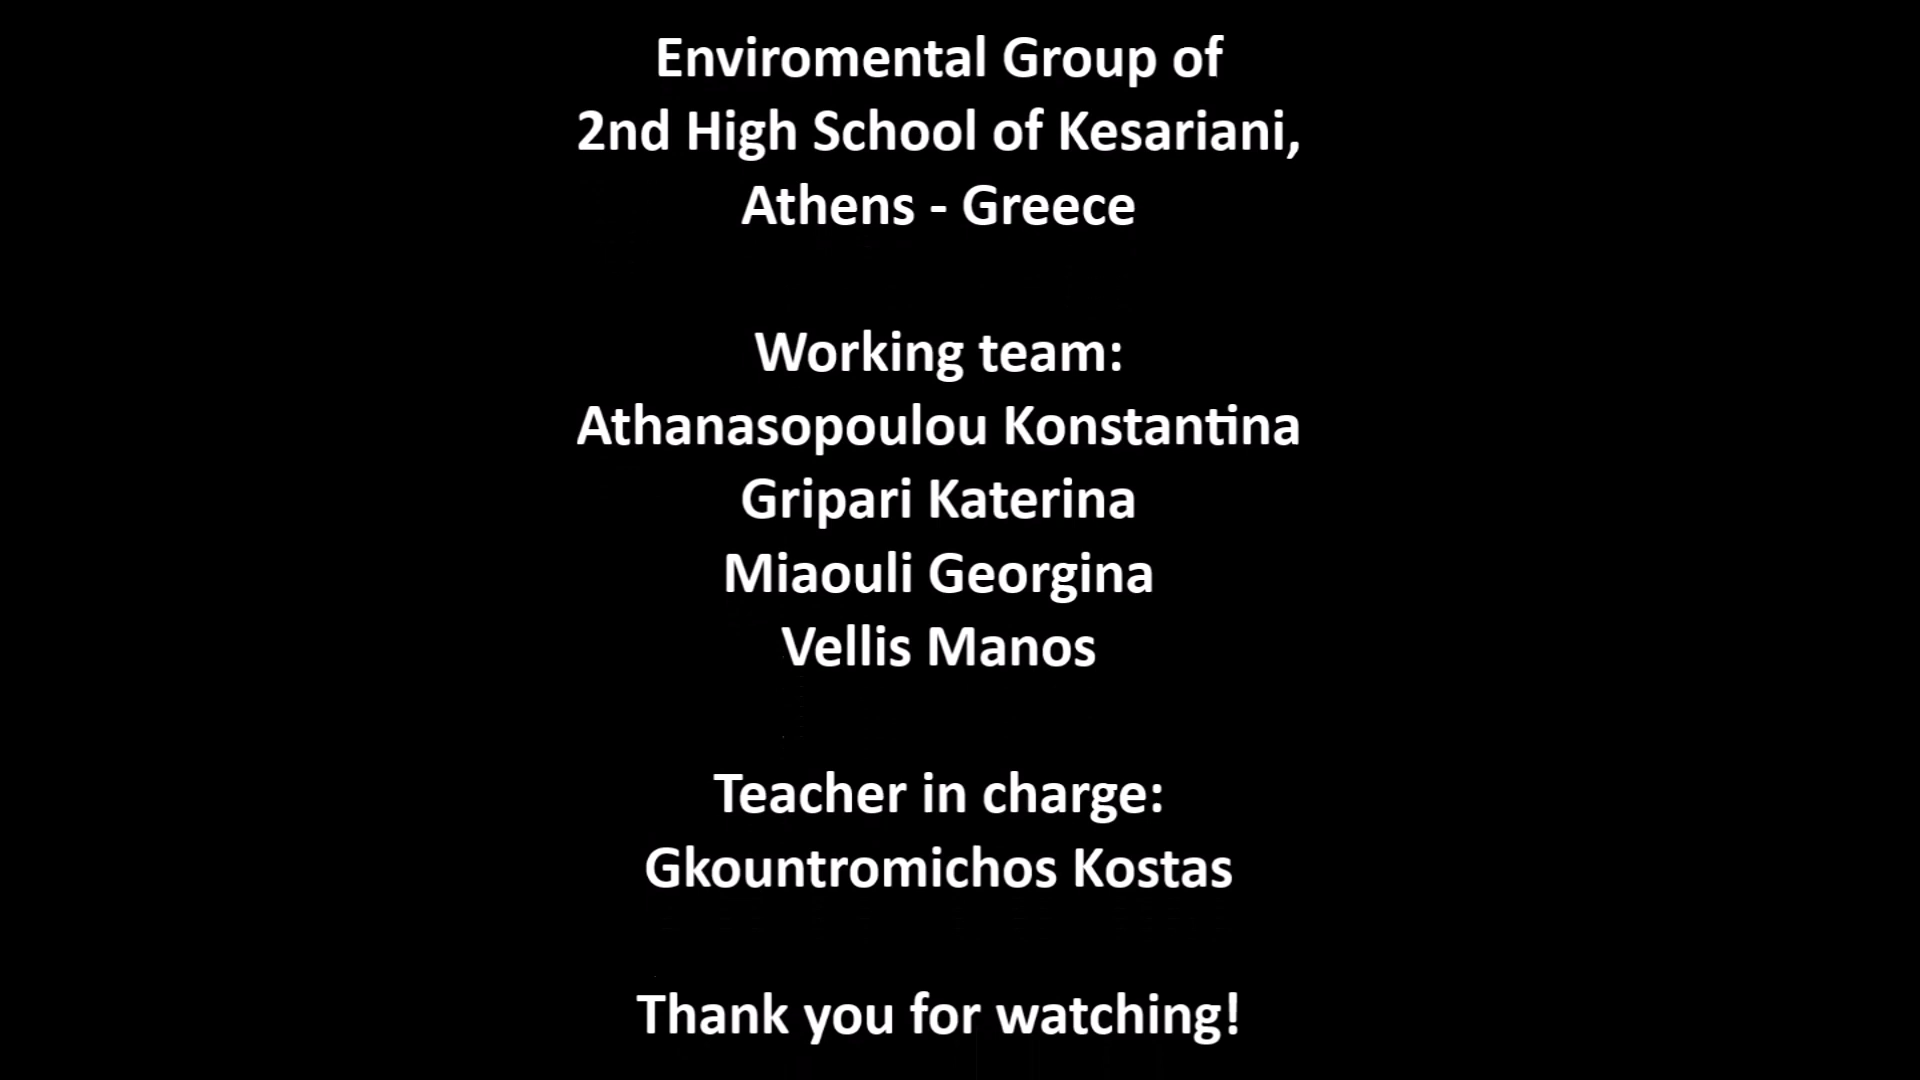 Enviromental Group of
2nd High School of Kesariani,
Athens - Greece
Working team:
Athanasopoulou Konstantina
Gripari Katerina
Miaouli Georgina
Vellis Manos
Teacher in charge:
Gkountromichos Kostas
Thank you for watching!